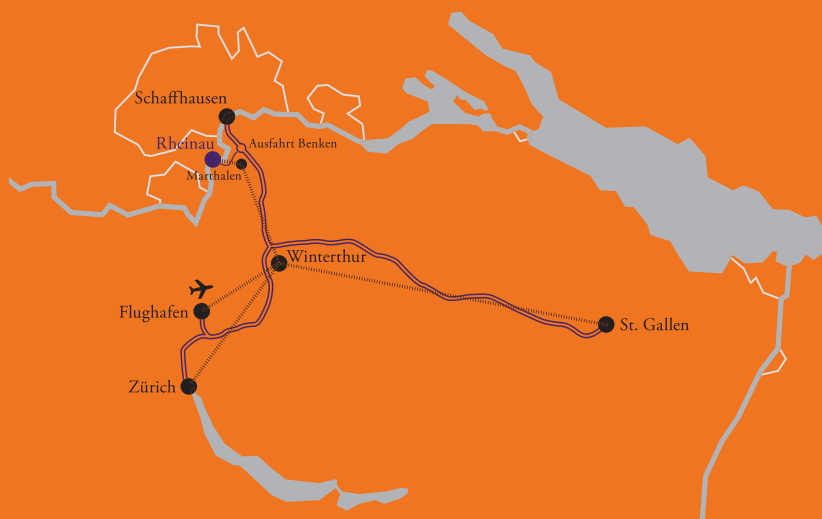 Schaffhausen
Rheinau
Ausfahrt Benken
Marthalen
Winterthur
Flughafen
St. Gallen
Zürich